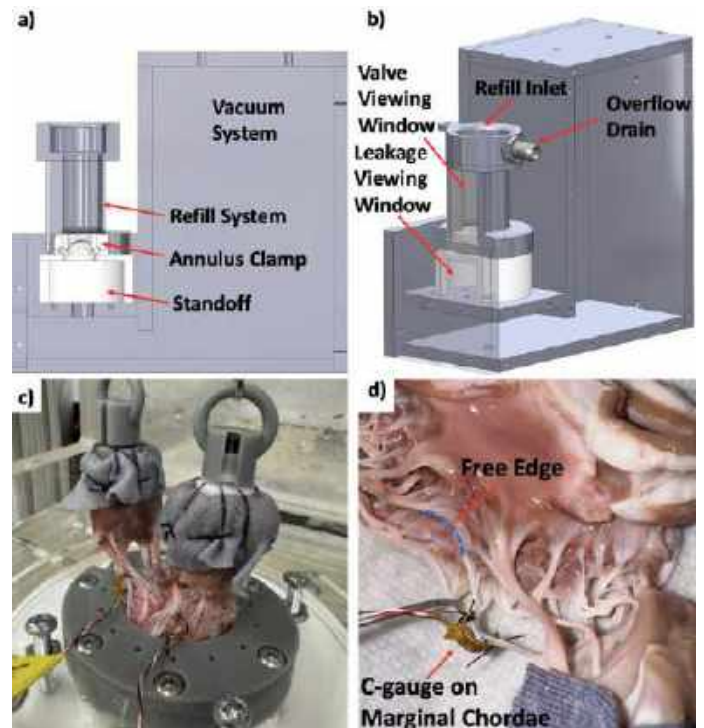 a)
Vacuum
System
Refill System
Annulus Clamp
Standoff
b)
Valve
Viewing
Window
Leakage
Viewing
Window
Refill Inlet
Overflow
Drain
c)
d)
Free Edge
C-gauge on
Marginal Chordae